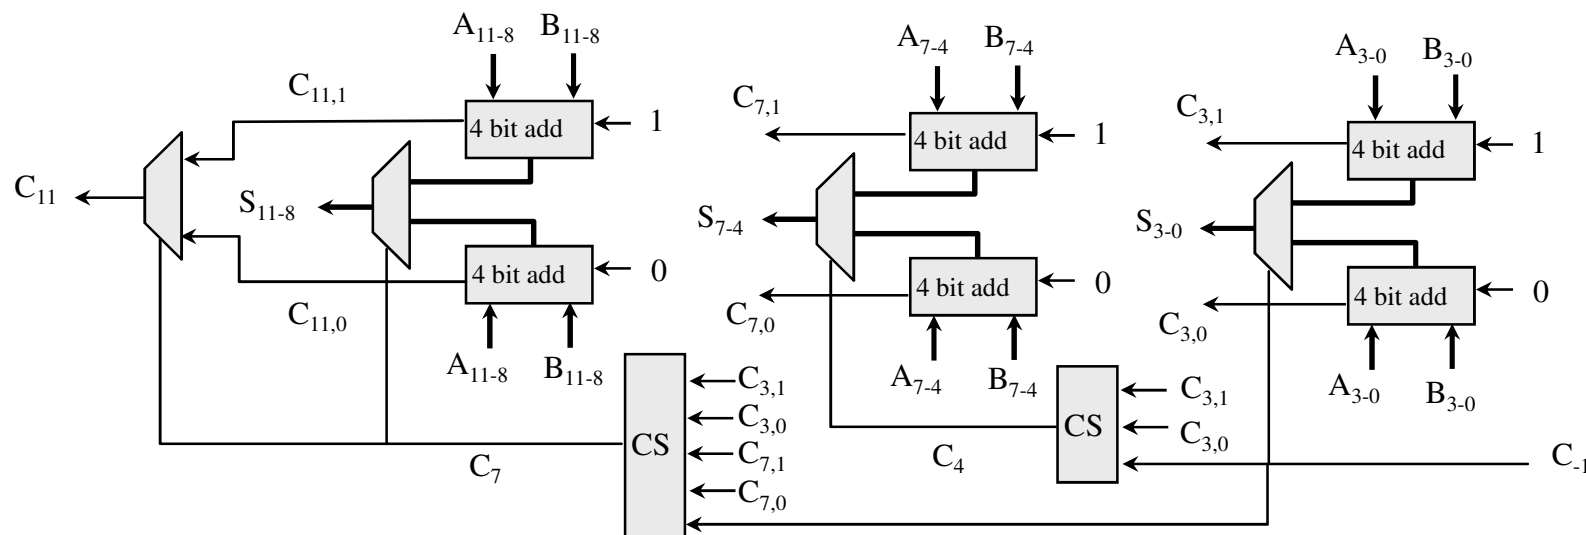 A11-8 B11-8
C11,1
4 bit add
1
C11
S11-8
4 bit add
0
C11,0
A11-8 B11-8
A7-4 B7-4
C7,1
4 bit add
1
S7-4
4 bit add
0
C7,0
A7-4 B7-4
A3-0 B3-0
C3,1
4 bit add
1
S3-0
4 bit add
0
C3,0
A3-0 B3-0
CS
C3,1
C3,0
C7,1
C7,0
C7
CS
C3,1
C3,0
C4
C-1